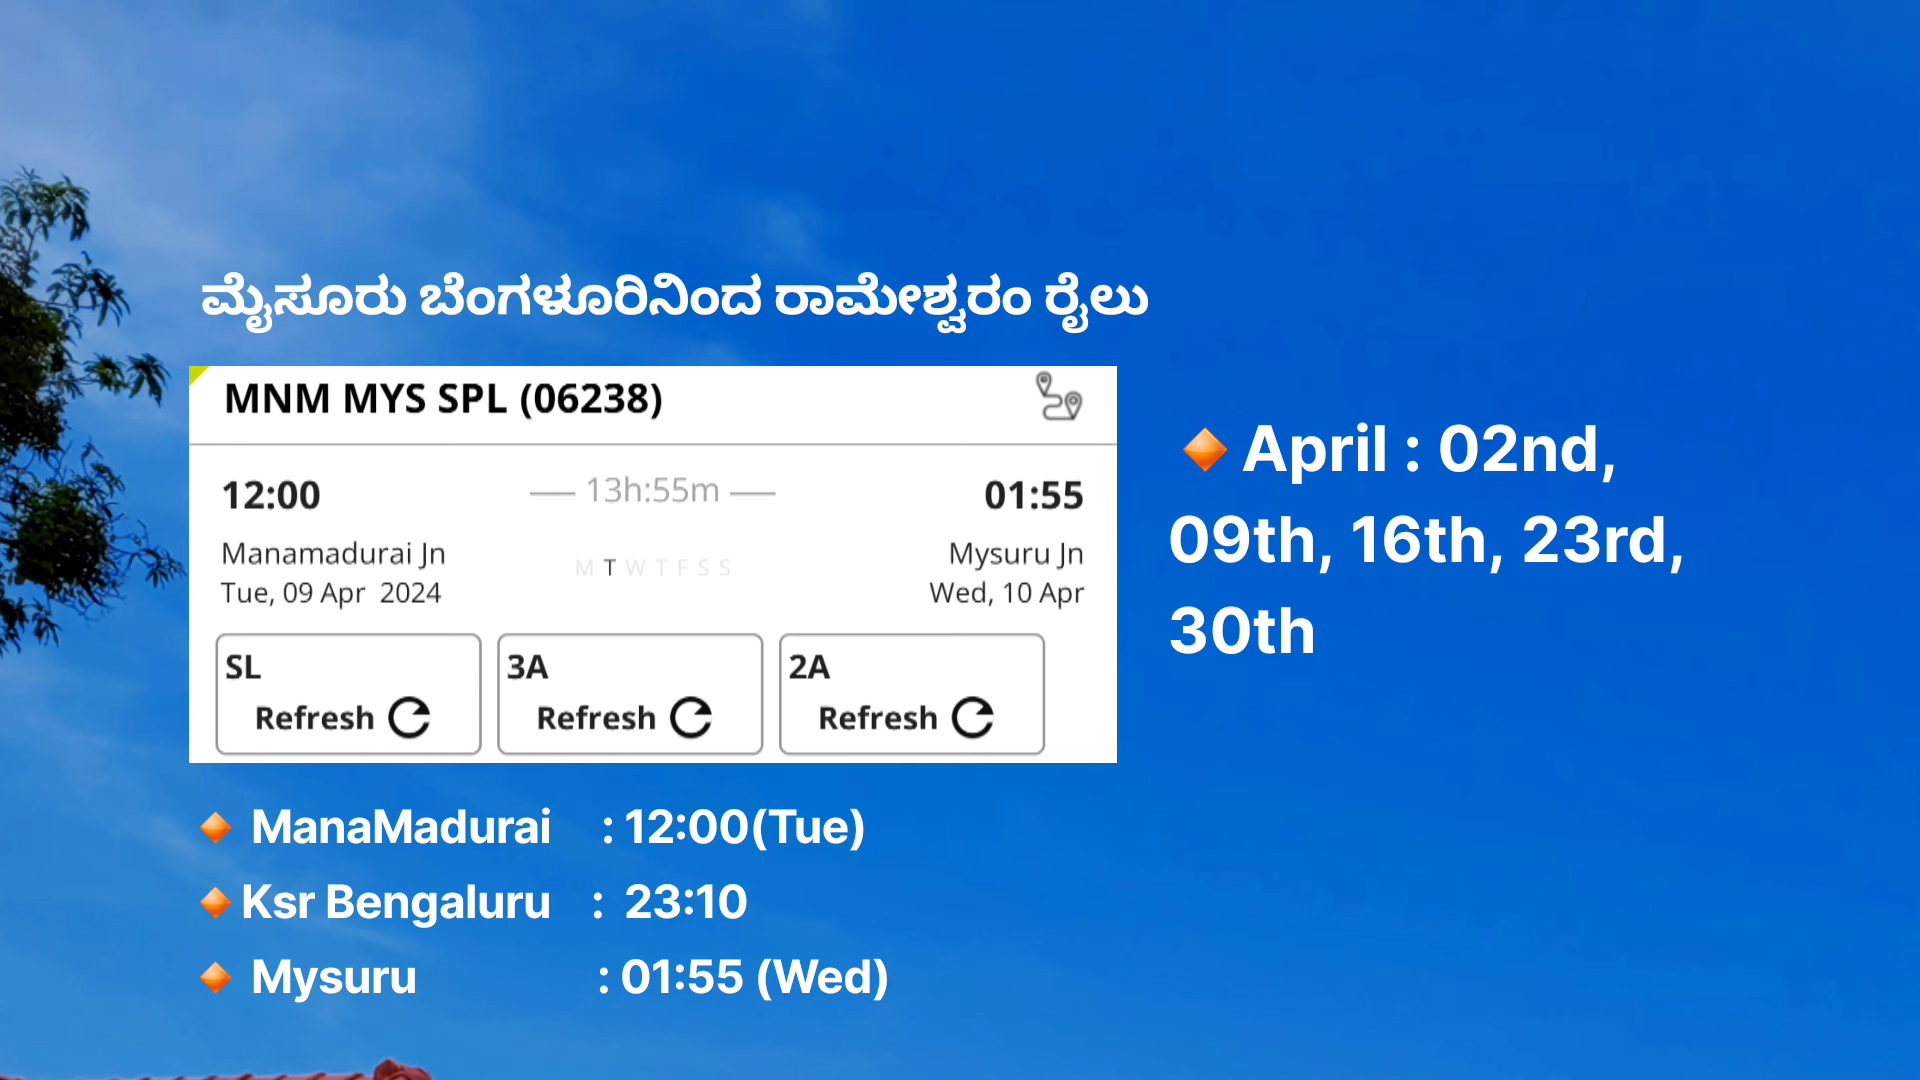 ಮೈಸೂರು ಬೆಂಗಳೂರಿನಿಂದ ರಾಮೇಶ್ವರಂ ರೈಲು
MNM MYS SPL (06238)
12:00 13h:55m 01:55
Manamadurai Jn M T W T F S S Mysuru Jn
Tue, 09 Apr 2024 Wed, 10 Apr
SL 3A 2A
Refresh Refresh Refresh
🔸April : 02nd,
09th, 16th, 23rd,
30th
🔸 ManaMadurai : 12:00(Tue)
🔸Ksr Bengaluru : 23:10
🔸 Mysuru : 01:55 (Wed)